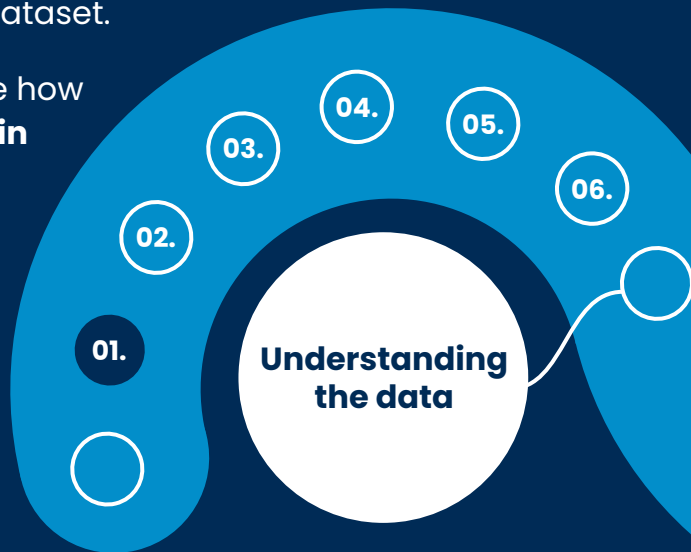 ataset.
e how
in
04.
05.
03.
06.
02.
01.
Understanding
the data